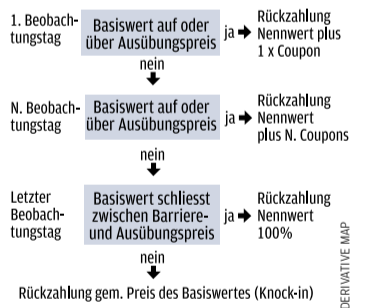 1. Beobach-
tungstag
Basiswert auf oder
über Ausübungspreis
ja
Rückzahlung
Nennwert plus
1 x Coupon
nein
N. Beobach-
tungstag
Basiswert auf oder
über Ausübungspreis
ja
Rückzahlung
Nennwert
plus N. Coupons
nein
Letzter
Beobach-
tungstag
Basiswert schliesst
zwischen Barriere-
und Ausübungspreis
ja
Rückzahlung
Nennwert
100%
nein
Rückzahlung gem. Preis des Basiswertes (Knock-in)
DERIVATIVE MAP